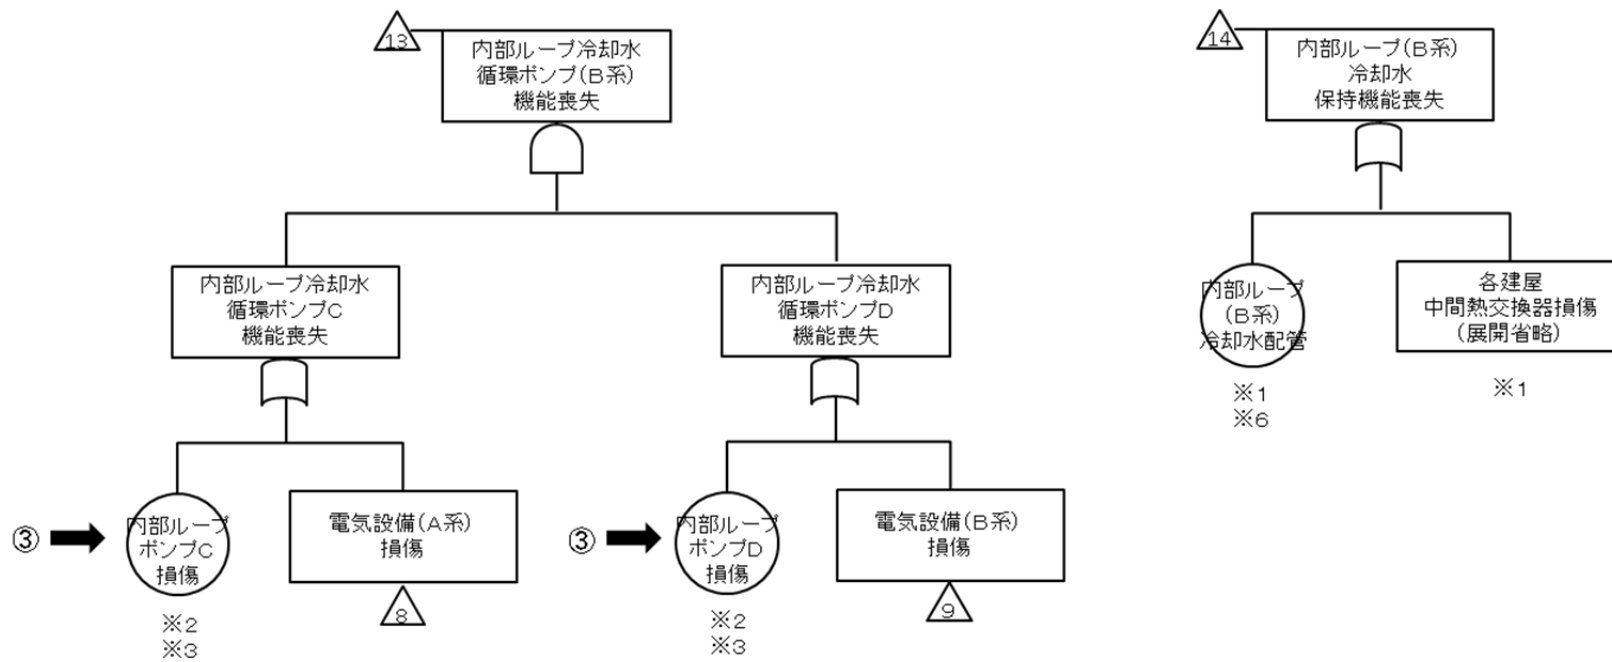 13
内部ループ冷却水
循環ポンプ(B系)
機能喪失
内部ループ冷却水
循環ポンプC
機能喪失
内部ループ冷却水
循環ポンプD
機能喪失
③
内部ループ
ポンプC
損傷
※2
※3
電気設備(A系)
損傷
8
③
内部ループ
ポンプD
損傷
※2
※3
電気設備(B系)
損傷
9
14
内部ループ(B系)
冷却水
保持機能喪失
内部ループ
(B系)
冷却水配管
※1
※6
各建屋
中間熱交換器損傷
(展開省略)
※1